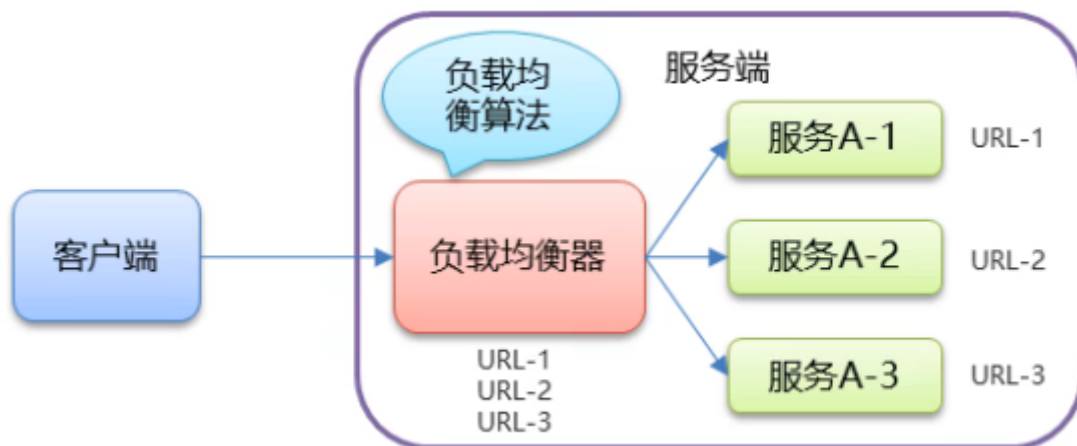 服务端
负载均
衡算法
客户端
负载均衡器
URL-1
URL-2
URL-3
服务A-1
URL-1
服务A-2
URL-2
服务A-3
URL-3